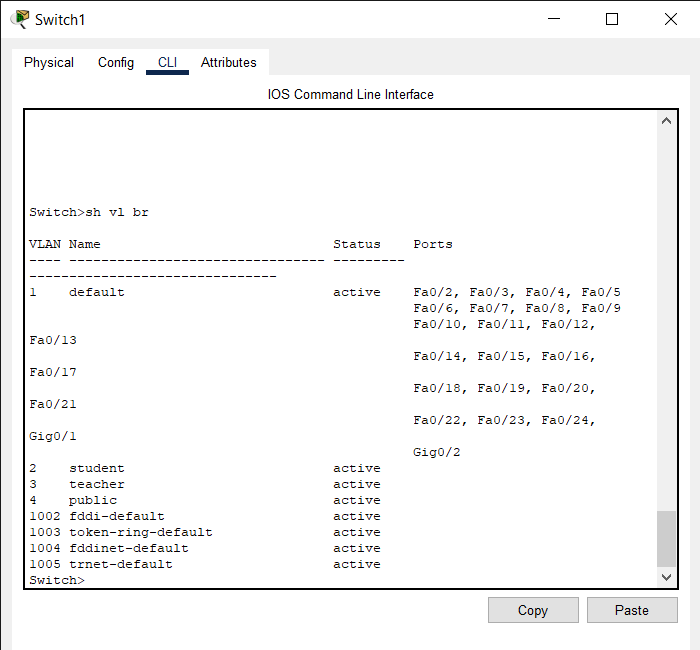 Switch1
Physical Config CLI Attributes
IOS Command Line Interface
Switch>sh vl br
VLAN Name                             Status    Ports
---- -------------------------------- ---------
-------------------------------
1    default                          active    Fa0/2, Fa0/3, Fa0/4, Fa0/5
                                                Fa0/6, Fa0/7, Fa0/8, Fa0/9
                                                Fa0/10, Fa0/11, Fa0/12,
Fa0/13
                                                Fa0/14, Fa0/15, Fa0/16,
Fa0/17
                                                Fa0/18, Fa0/19, Fa0/20,
Fa0/21
                                                Fa0/22, Fa0/23, Fa0/24,
Gig0/1
                                                Gig0/2
2    student                          active
3    teacher                          active
4    public                           active
1002 fddi-default                     active
1003 token-ring-default               active
1004 fddinet-default                  active
1005 trnet-default                    active
Switch>
Copy Paste